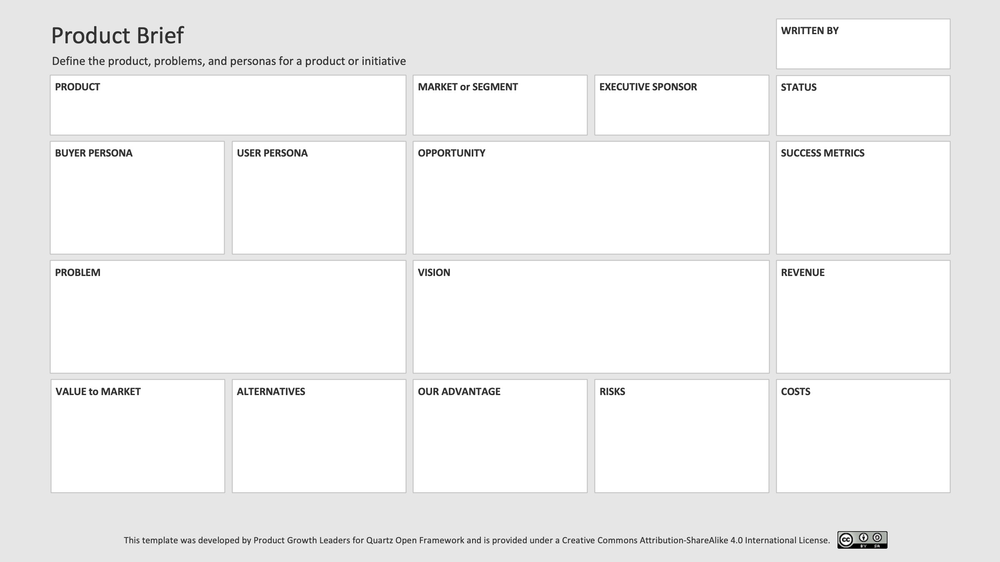 Product Brief
WRITTEN BY
Define the product, problems, and personas for a product or initiative
PRODUCT
MARKET or SEGMENT
EXECUTIVE SPONSOR
STATUS
BUYER PERSONA
USER PERSONA
OPPORTUNITY
SUCCESS METRICS
PROBLEM
VISION
REVENUE
VALUE to MARKET
ALTERNATIVES
OUR ADVANTAGE
RISKS
COSTS
This template was developed by Product Growth Leaders for Quartz Open Framework and is provided under a Creative Commons Attribution-ShareAlike 4.0 International License.
cc
BY SA